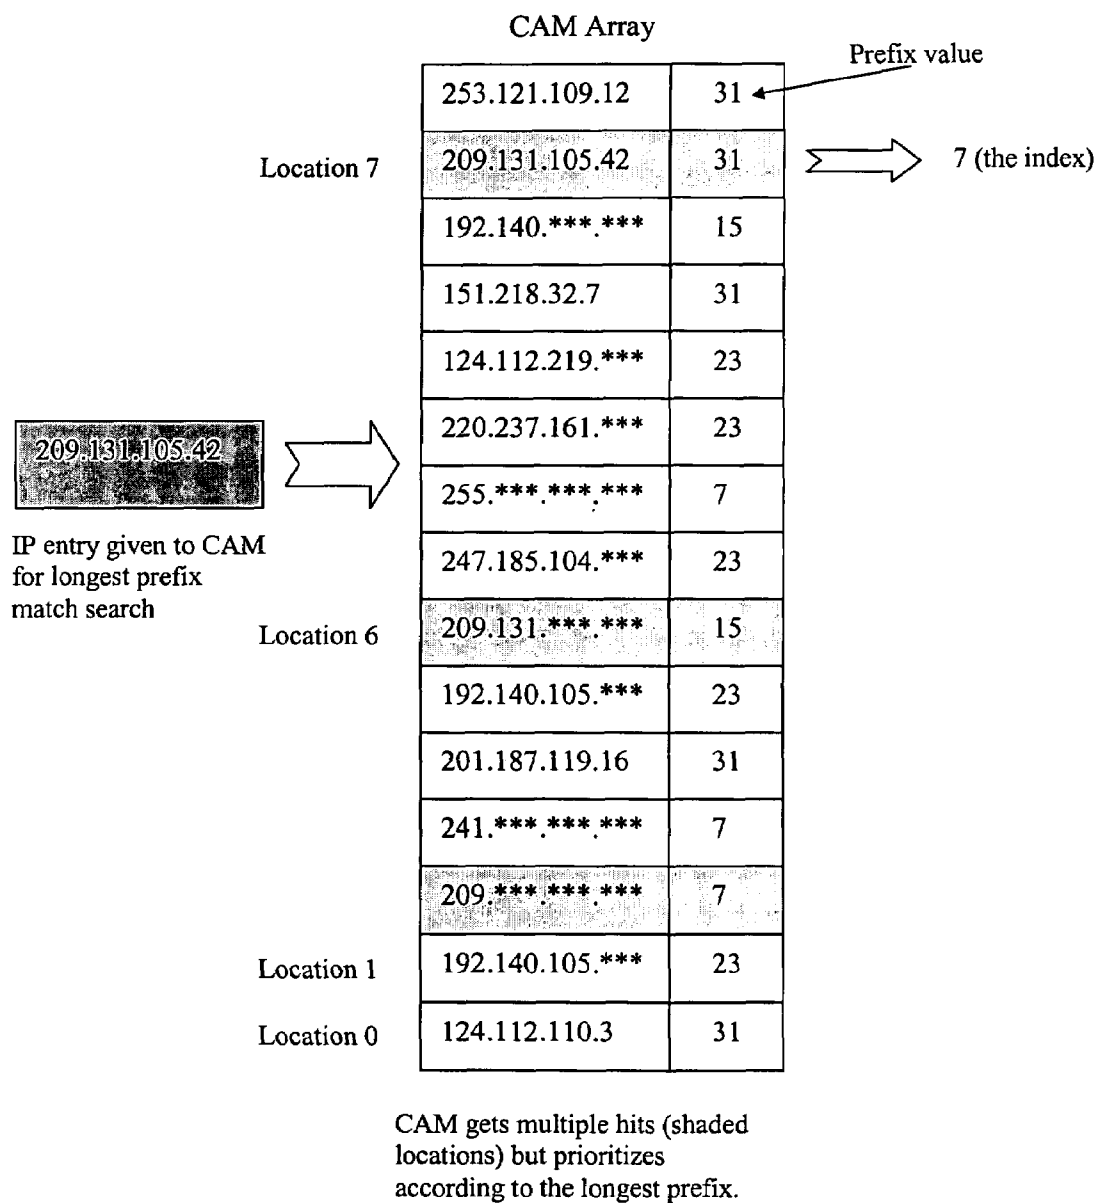 CAM Array
Prefix value
253.121.109.12 31
Location 7 209.131.105.42 31 7 (the index)
192.140.***.*** 15
151.218.32.7 31
124.112.219.*** 23
220.237.161.*** 23
209.131.105.42
255.***.***.*** 7
IP entry given to CAM
for longest prefix
match search
247.185.104.*** 23
Location 6 209.131.***.*** 15
192.140.105.*** 23
201.187.119.16 31
241.***.***.*** 7
209.***.***.*** 7
Location 1 192.140.105.*** 23
Location 0 124.112.110.3 31
CAM gets multiple hits (shaded
locations) but prioritizes
according to the longest prefix.